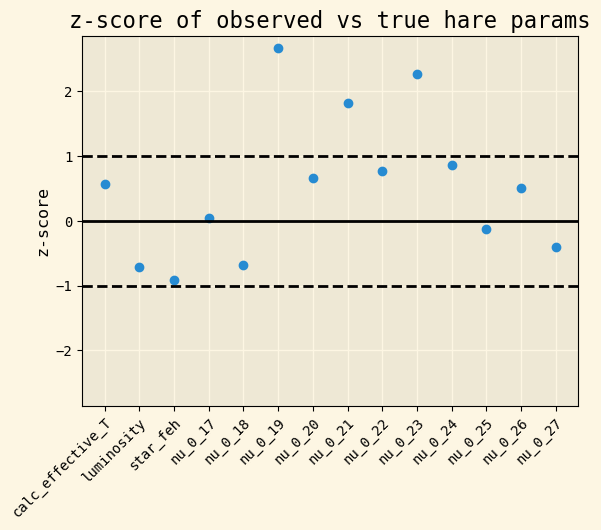 z-score of observed vs true hare params
z-score
2
1
0
−1
−2
calc_effective_T
luminosity
star_feh
nu_0_17
nu_0_18
nu_0_19
nu_0_20
nu_0_21
nu_0_22
nu_0_23
nu_0_24
nu_0_25
nu_0_26
nu_0_27